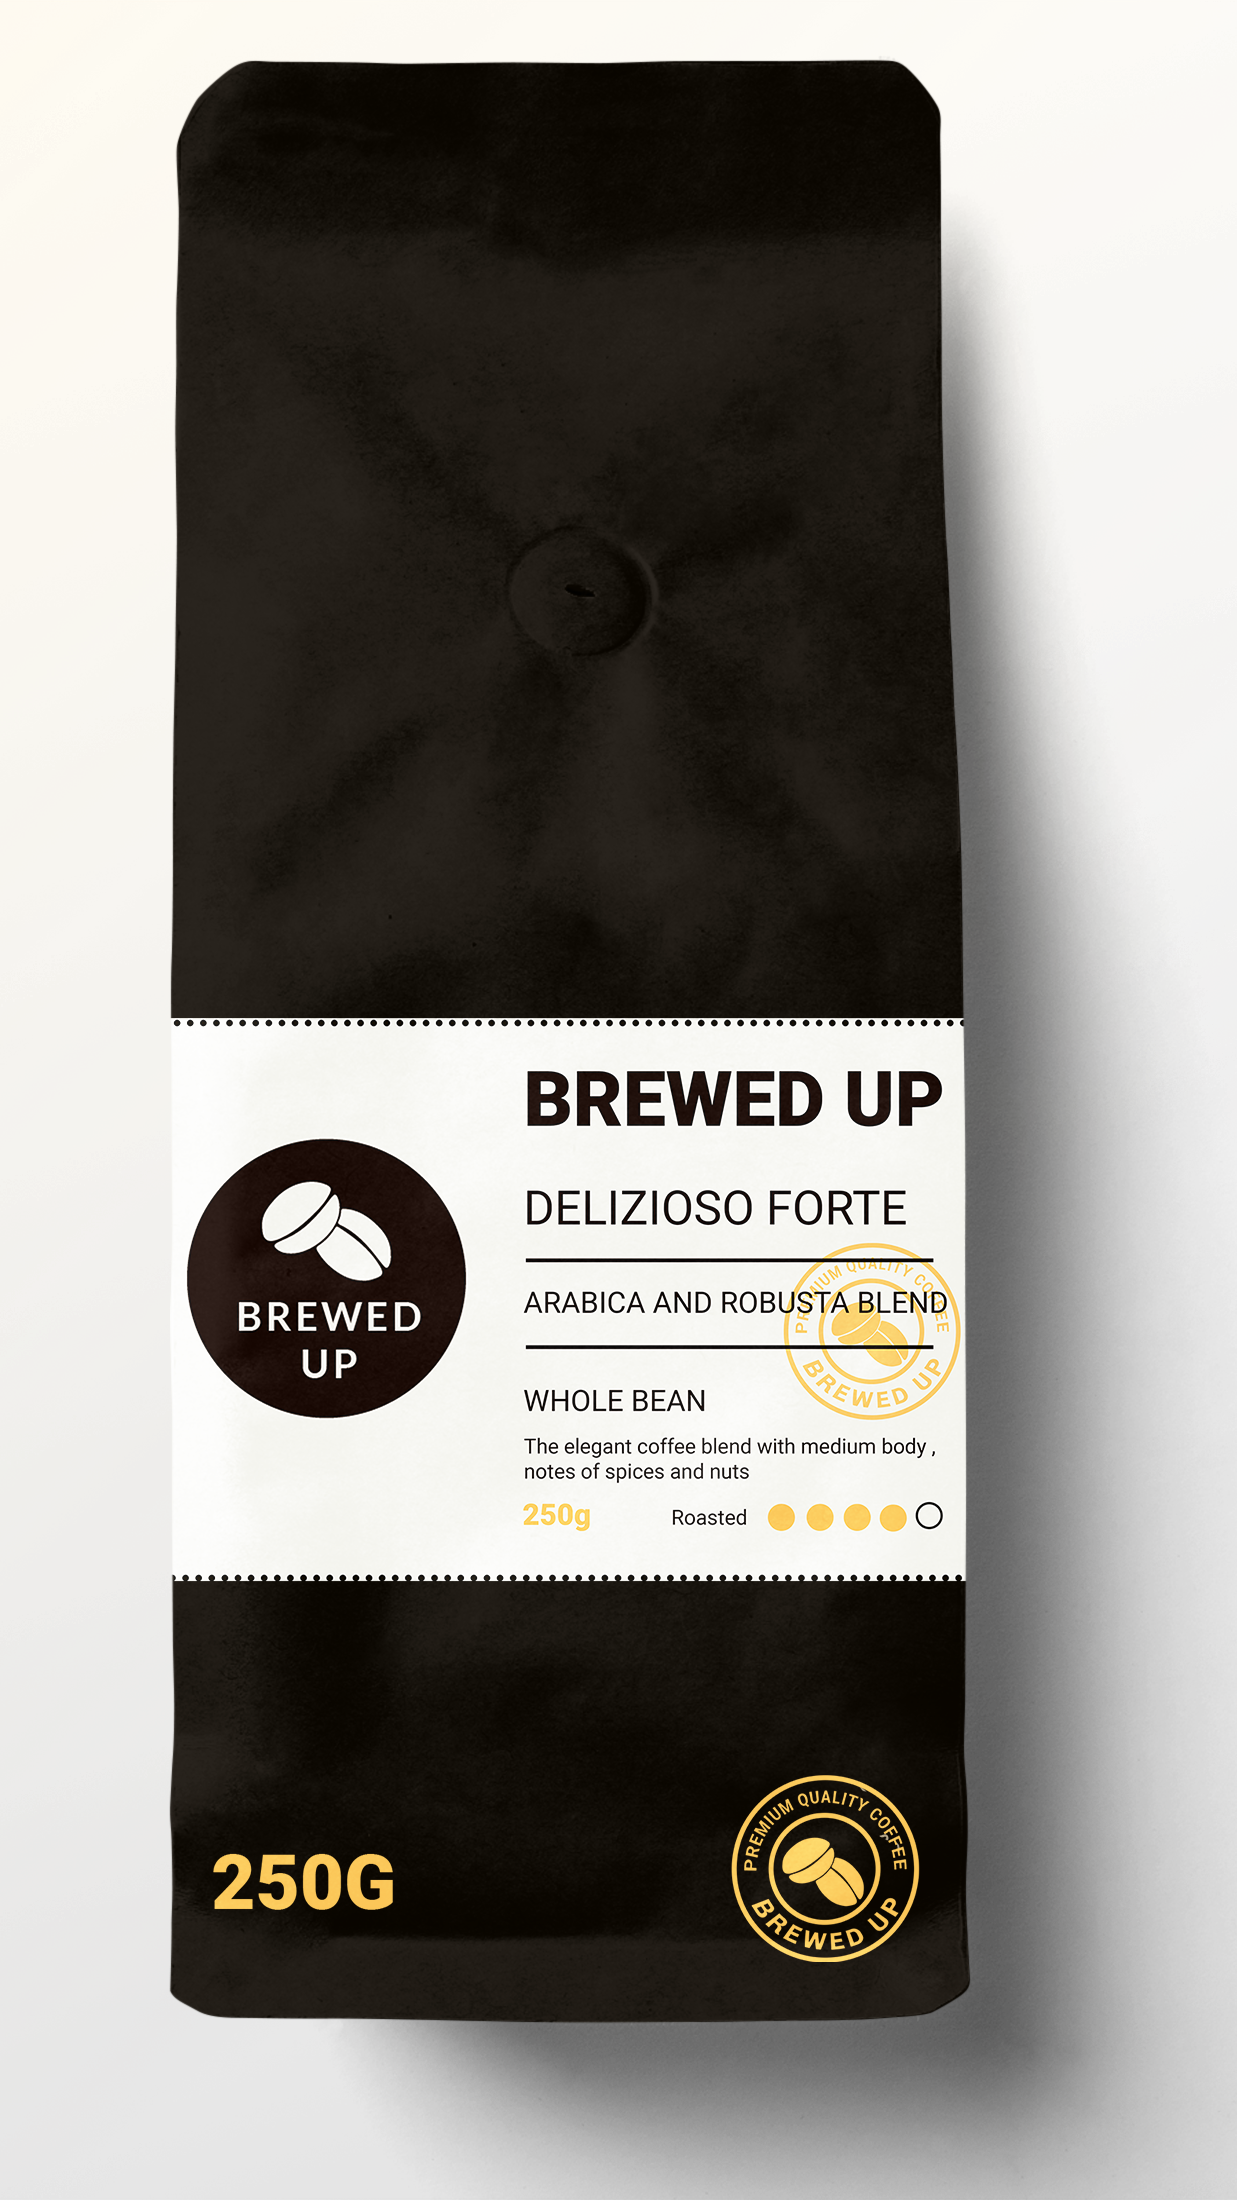 BREWED UP
DELIZIOSO FORTE
ARABICA AND ROBUSTA BLEND
WHOLE BEAN
The elegant coffee blend with medium body ,
notes of spices and nuts
250g
Roasted
BREWED
UP
PREMIUM QUALITY COFFEE
BREWED UP
250G
PREMIUM QUALITY COFFEE
BREWED UP